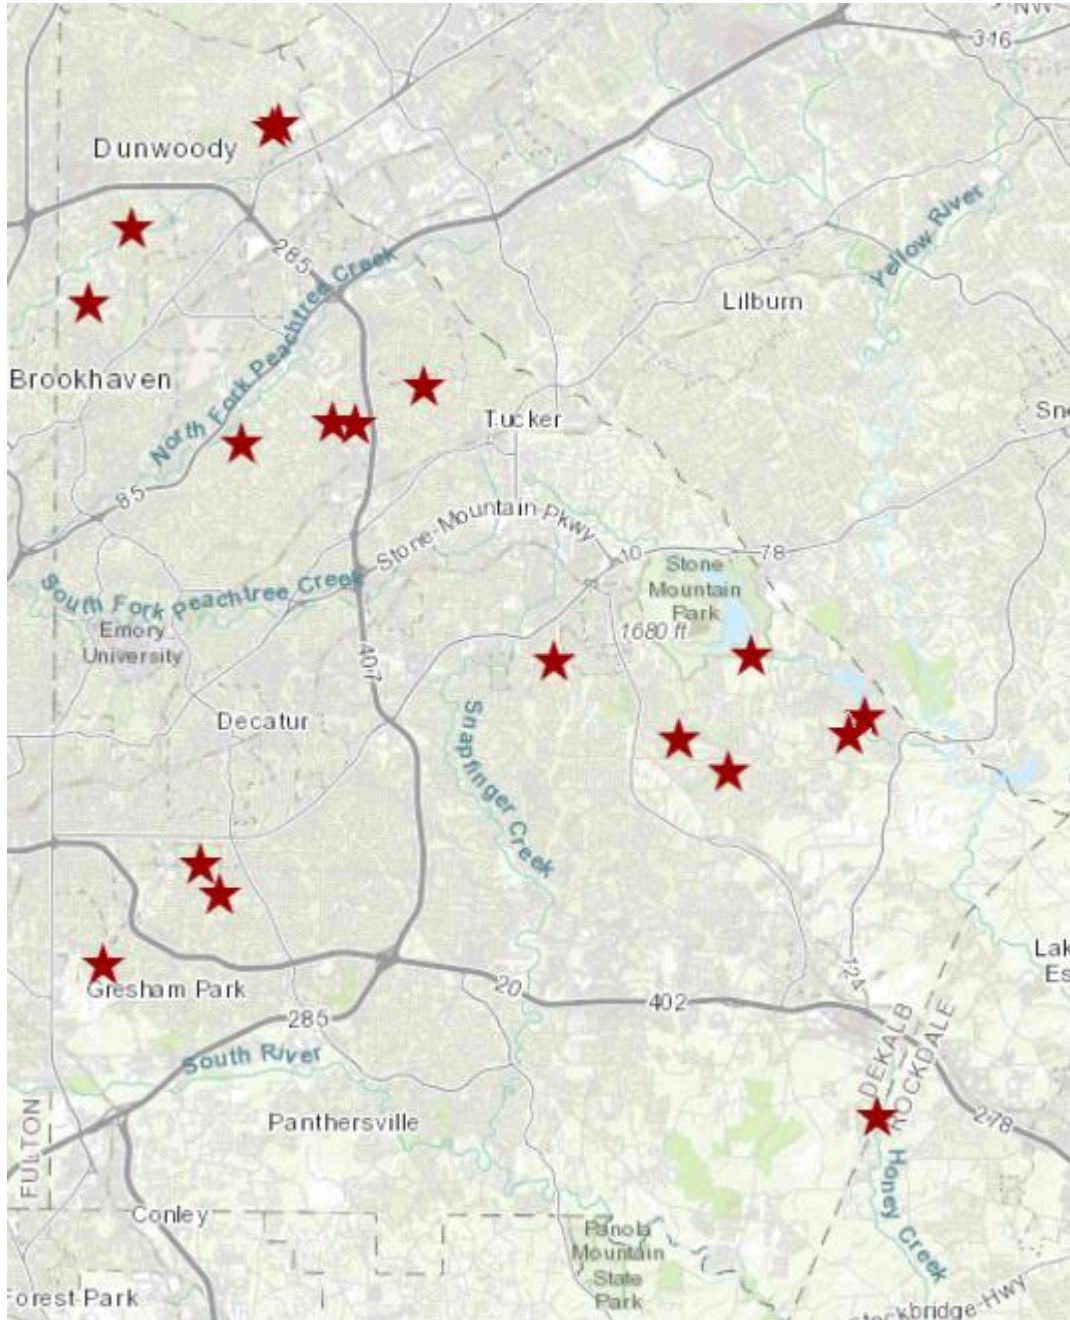 NW
316
Dunwoody
Yellow River
285
North Fork Peachtree Creek
Lilburn
Brookhaven
Tucker
85
Stone-Mountain-Pkwy
10
78
Stone
Mountain
Park
South Fork Peachtree Creek
Emory
University
1680 ft
407
Decatur
Snapfinger Creek
Gresham Park
20
402
124
285
South River
DEKALB
ROCKDALE
278
Panthersville
FULTON
Honey Creek
Conley
Panola
Mountain
State
Park
Forest Park